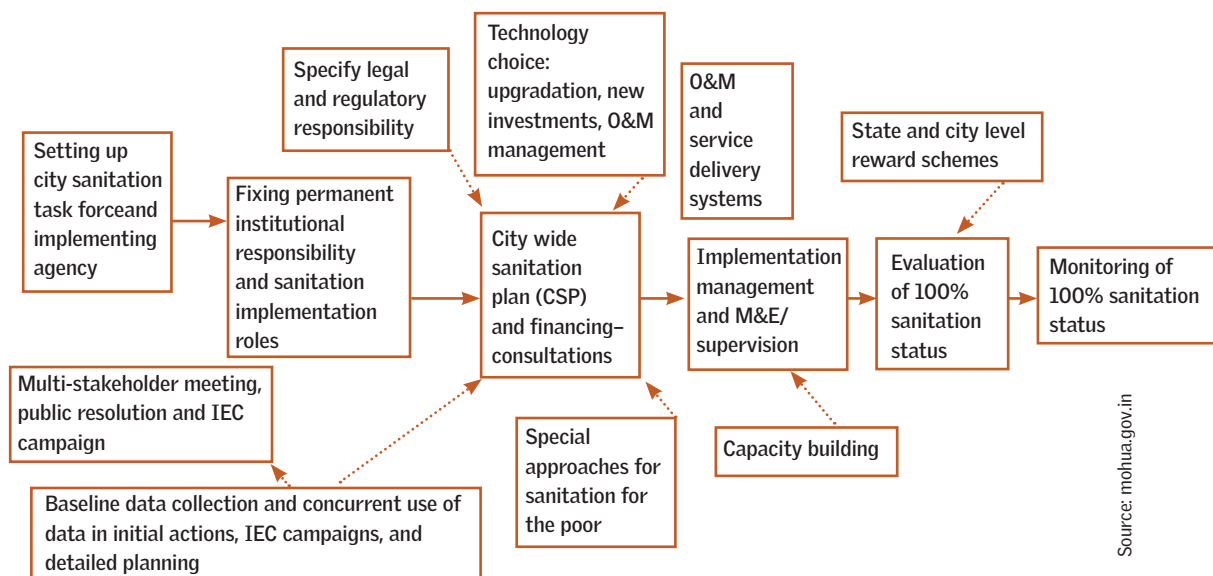 Setting up
city sanitation
task forceand
implementing
agency
Specify legal
and regulatory
responsibility
Fixing permanent
institutional
responsibility
and sanitation
implementation
roles
Technology
choice:
upgradation, new
investments, O&M
management
O&M
and
service
delivery
systems
City wide
sanitation
plan (CSP)
and financing–
consultations
Implementation
management
and M&E/
supervision
State and city level
reward schemes
Evaluation
of 100%
sanitation
status
Monitoring of
100% sanitation
status
Multi-stakeholder meeting,
public resolution and IEC
campaign
Baseline data collection and concurrent use of
data in initial actions, IEC campaigns, and
detailed planning
Special
approaches for
sanitation for
the poor
Capacity building
Source: mohua.gov.in